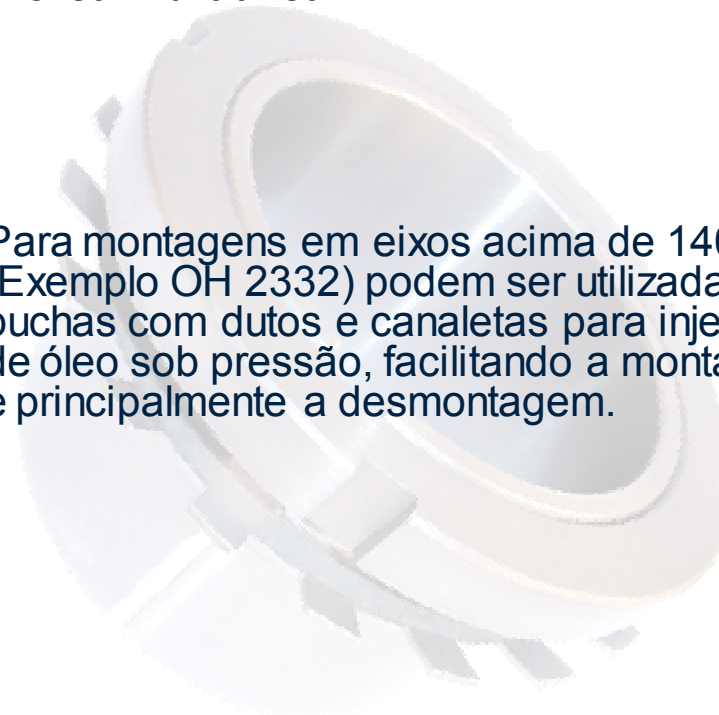 Para montagens em eixos acima de 140
(Exemplo OH 2332) podem ser utilizada
buchas com dutos e canaletas para inje
de óleo sob pressão, facilitando a monta
e principalmente a desmontagem.